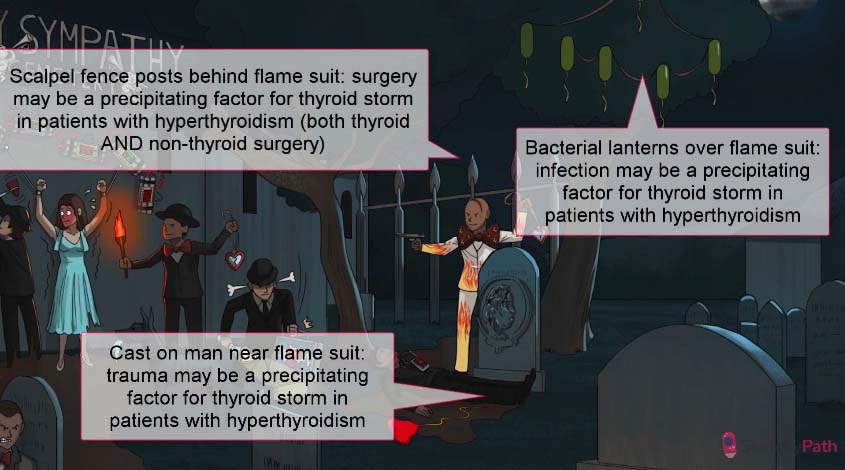 SYMPATHY
Scalpel fence posts behind flame suit: surgery
may be a precipitating factor for thyroid storm
in patients with hyperthyroidism (both thyroid
AND non-thyroid surgery)
Bacterial lanterns over flame suit:
infection may be a precipitating
factor for thyroid storm in
patients with hyperthyroidism
Cast on man near flame suit:
trauma may be a precipitating
factor for thyroid storm in
patients with hyperthyroidism
Path